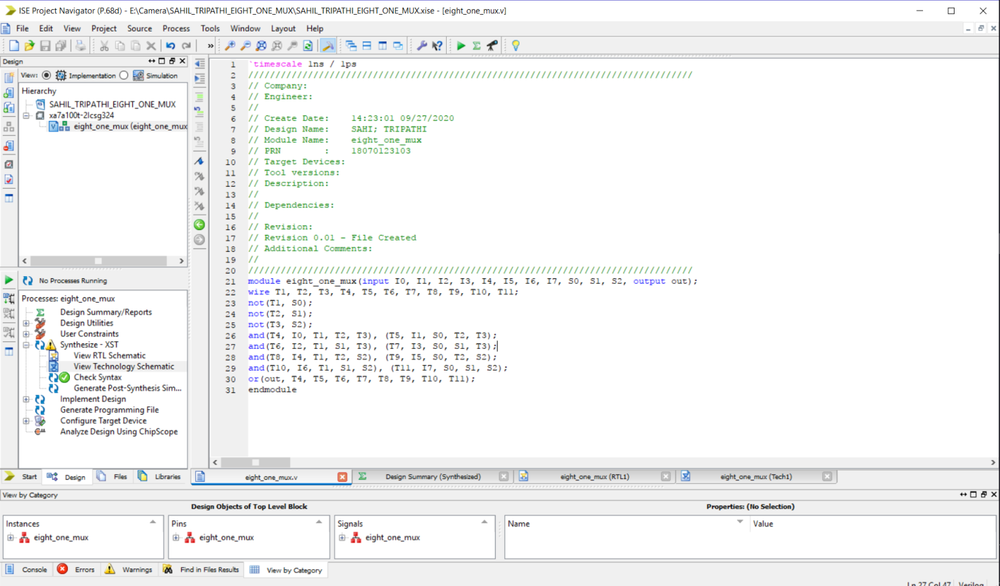 ISE Project Navigator (P.68d) - E:\Camera\SAHIL_TRIPATHI_EIGHT_ONE_MUX\SAHIL_TRIPATHI_EIGHT_ONE_MUX.xise - [eight_one_mux.v]
File Edit View Project Source Process Tools Window Layout Help
Design
View: Implementation Simulation
Hierarchy
SAHIL_TRIPATHI_EIGHT_ONE_MUX
xa7a100t-2Icsg324
eight_one_mux (eight_one_mux
No Processes Running
Processes: eight_one_mux
Design Summary/Reports
Design Utilities
User Constraints
Synthesize - XST
View RTL Schematic
View Technology Schematic
Check Syntax
Generate Post-Synthesis Sim...
Implement Design
Generate Programming File
Configure Target Device
Analyze Design Using ChipScope
Start Design Files Libraries
1 `timescale 1ns / 1ps
2 //////////////////////////////////////////////////////////////////////////////////
3 // Company:
4 // Engineer:
5 //
6 // Create Date: 14:23:01 09/27/2020
7 // Design Name: SAHI; TRIPATHI
8 // Module Name: eight_one_mux
9 // PRN : 18070123103
10 // Target Devices:
11 // Tool versions:
12 // Description:
13 //
14 // Dependencies:
15 //
16 // Revision:
17 // Revision 0.01 - File Created
18 // Additional Comments:
19 //
20 //////////////////////////////////////////////////////////////////////////////////
21 module eight_one_mux(input I0, I1, I2, I3, I4, I5, I6, I7, S0, S1, S2, output out);
22 wire T1, T2, T3, T4, T5, T6, T7, T8, T9, T10, T11;
23 not(T1, S0);
24 not(T2, S1);
25 not(T3, S2);
26 and(T4, I0, T1, T2, T3), (T5, I1, S0, T2, T3);
27 and(T6, I2, T1, S1, T3), (T7, I3, S0, S1, T3);
28 and(T8, I4, T1, T2, S2), (T9, I5, S0, T2, S2);
29 and(T10, I6, T1, S1, S2), (T11, I7, S0, S1, S2);
30 or(out, T4, T5, T6, T7, T8, T9, T10, T11);
31 endmodule
eight_one_mux.v Design Summary (Synthesized) eight_one_mux (RTL1) eight_one_mux (Tech1)
View by Category
Design Objects of Top Level Block Properties: (No Selection)
Instances Pins Signals Name Value
eight_one_mux eight_one_mux eight_one_mux
Console Errors Warnings Find in Files Results View by Category
Ln 27 Col 47 Verilog